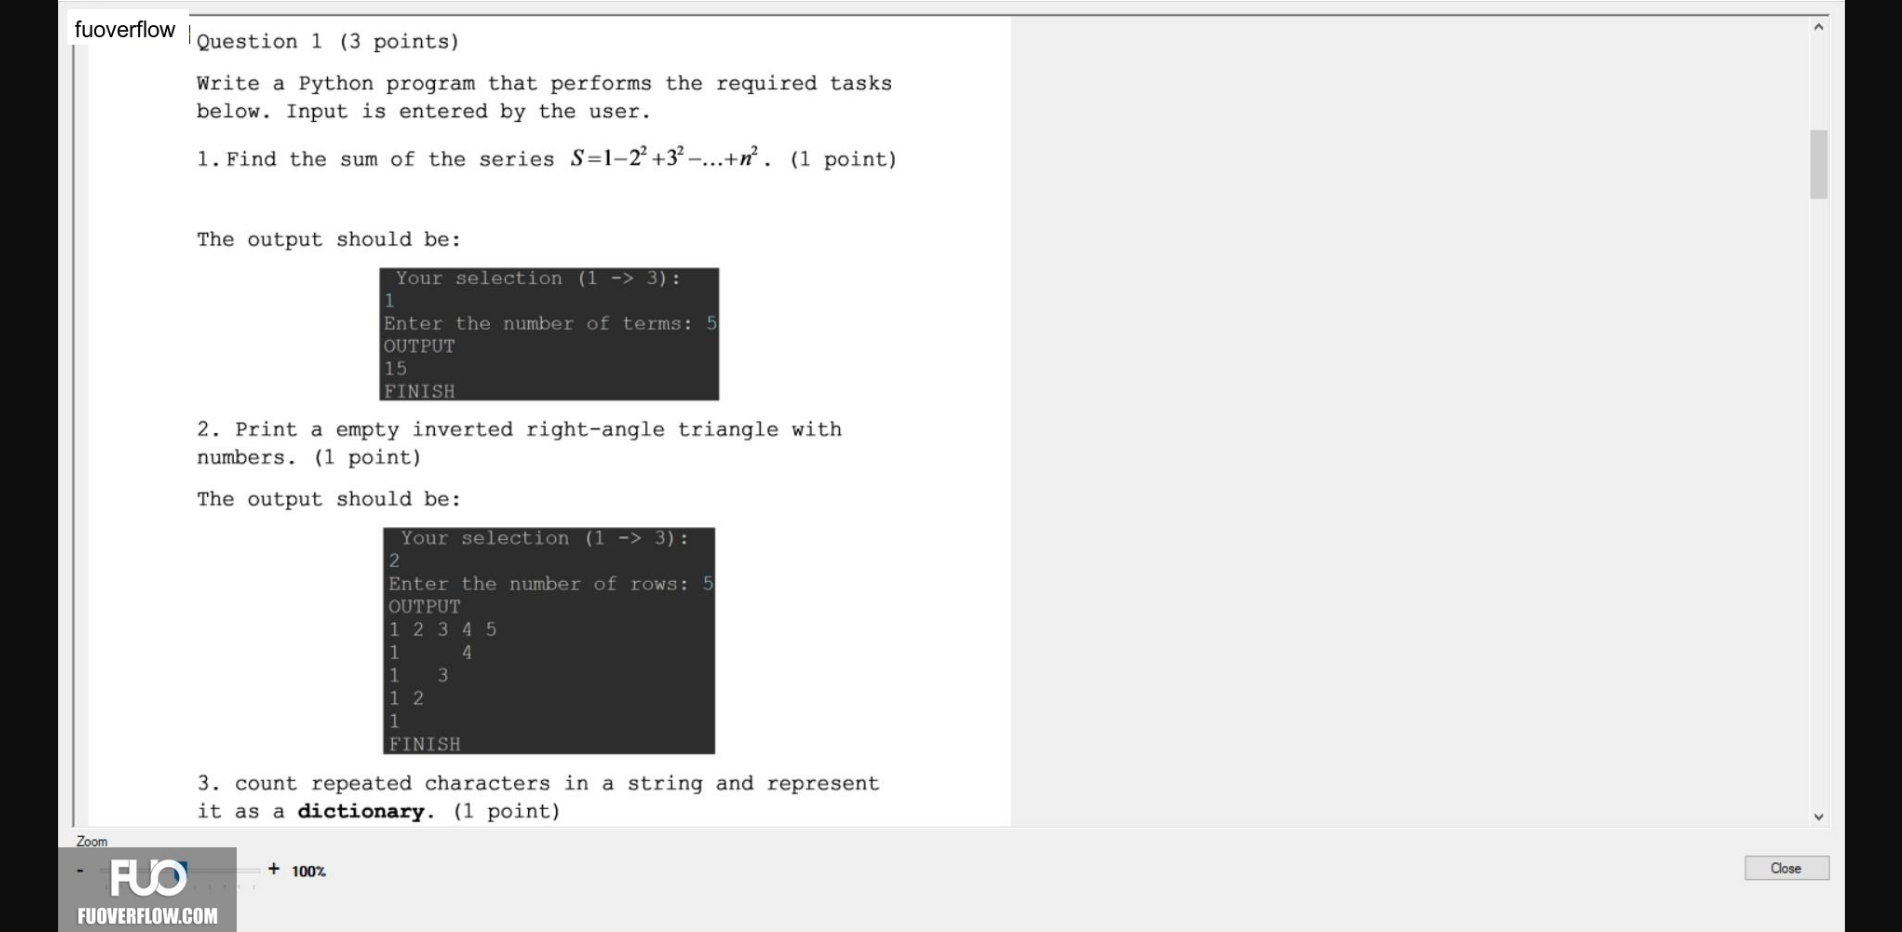 fuoverflow
Question 1 (3 points)
Write a Python program that performs the required tasks
below. Input is entered by the user.
1. Find the sum of the series S=1−2²+3²−...+n². (1 point)
The output should be:
Your selection (1 -> 3):
1
Enter the number of terms: 5
OUTPUT
15
FINISH
2. Print a empty inverted right-angle triangle with
numbers. (1 point)
The output should be:
Your selection (1 -> 3):
2
Enter the number of rows: 5
OUTPUT
1 2 3 4 5
1     4
1   3
1 2
1
FINISH
3. count repeated characters in a string and represent
it as a dictionary. (1 point)
Zoom
- + 100%
Close
FUO
FUOVERFLOW.COM